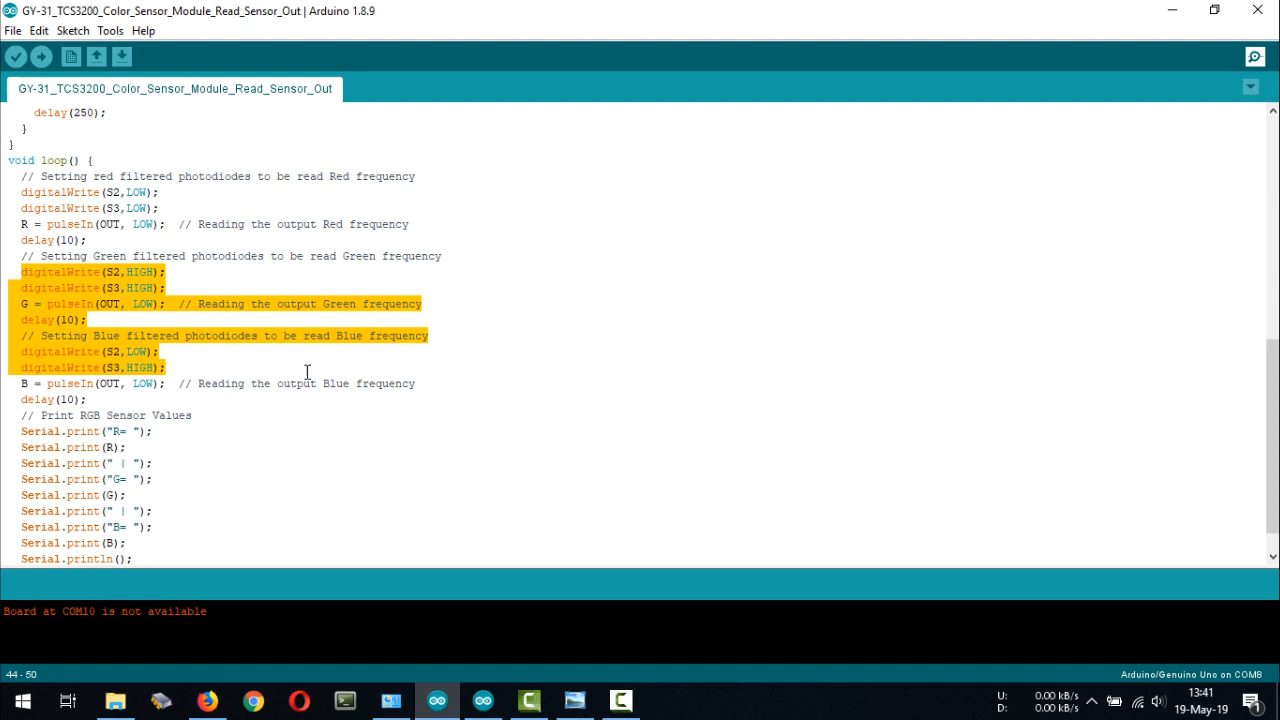 GY-31_TCS3200_Color_Sensor_Module_Read_Sensor_Out | Arduino 1.8.9
File Edit Sketch Tools Help
GY-31_TCS3200_Color_Sensor_Module_Read_Sensor_Out
delay(250);
}
}
void loop() {
// Setting red filtered photodiodes to be read Red frequency
digitalWrite(S2,LOW);
digitalWrite(S3,LOW);
R = pulseIn(OUT, LOW);  // Reading the output Red frequency
delay(10);
// Setting Green filtered photodiodes to be read Green frequency
digitalWrite(S2,HIGH);
digitalWrite(S3,HIGH);
G = pulseIn(OUT, LOW);  // Reading the output Green frequency
delay(10);
// Setting Blue filtered photodiodes to be read Blue frequency
digitalWrite(S2,LOW);
digitalWrite(S3,HIGH);
B = pulseIn(OUT, LOW);  // Reading the output Blue frequency
delay(10);
// Print RGB Sensor Values
Serial.print("R= ");
Serial.print(R);
Serial.print(" | ");
Serial.print("G= ");
Serial.print(G);
Serial.print(" | ");
Serial.print("B= ");
Serial.print(B);
Serial.println();
Board at COM10 is not available
44 - 50
Arduino/Genuino Uno on COM8
U: 0.00 kB/s
D: 0.00 kB/s
13:41
19-May-19
1